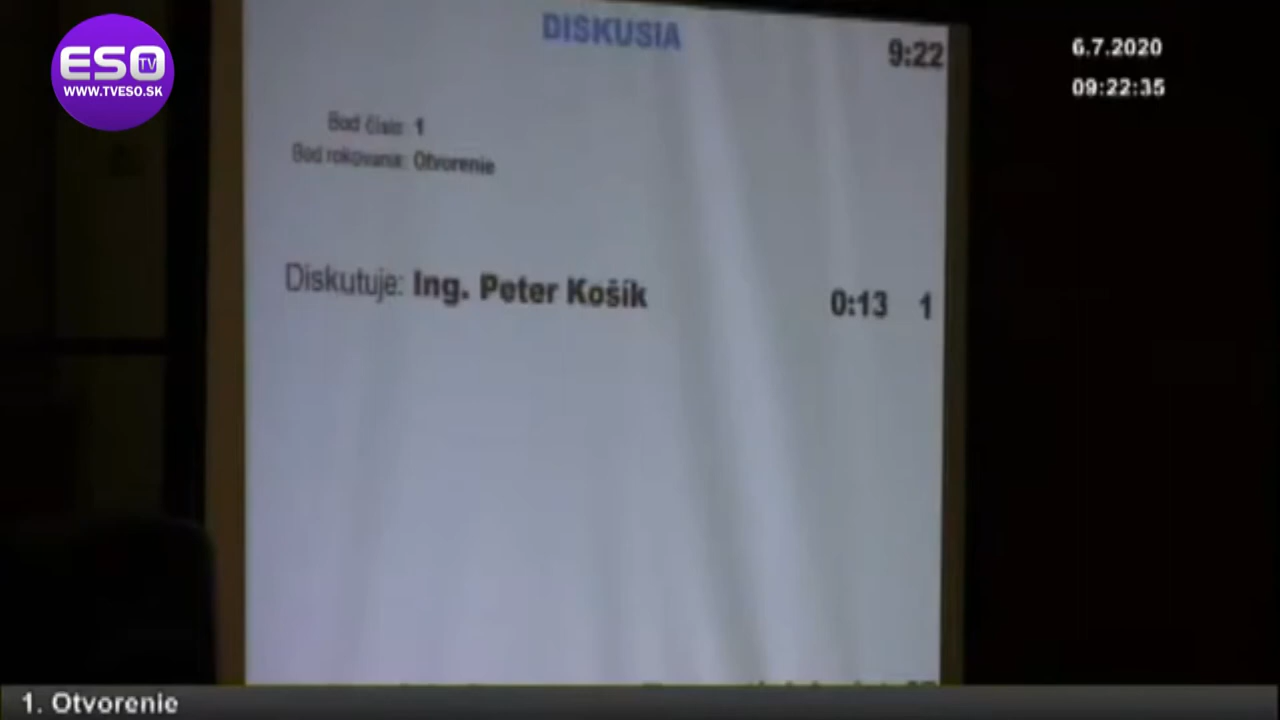 ESO TV
WWW.TVESO.SK
6.7.2020
09:22:35
DISKUSIA
9:22
Bod číslo: 1
Bod rokovania: Otvorenie
Diskutuje: Ing. Peter Košík 0:13 1
1. Otvorenie